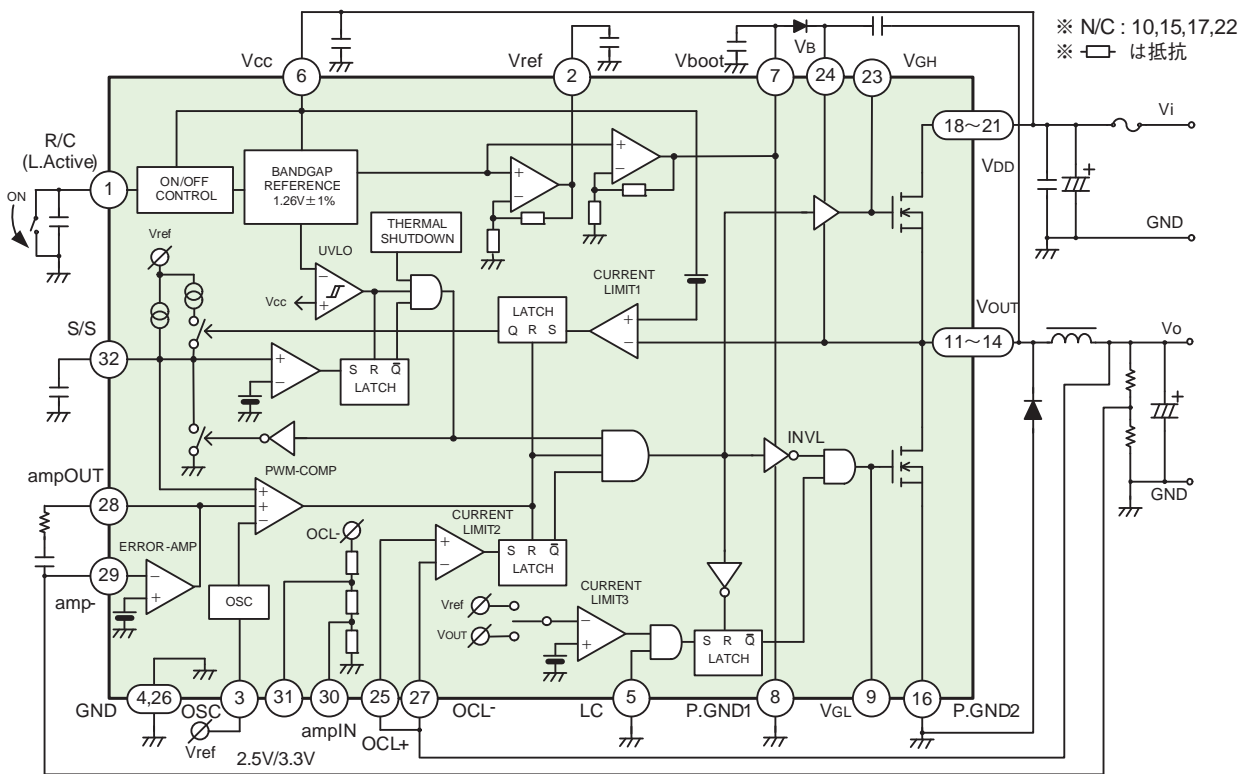 ※ N/C : 10,15,17,22
※ は抵抗
Vcc
6
Vref
2
Vboot
7
VB
24
23
VGH
R/C
(L.Active)
1
ON
ON/OFF
CONTROL
BANDGAP
REFERENCE
1.26V±1%
THERMAL
SHUTDOWN
18～21
VDD
Vi
GND
Vref
UVLO
Vcc
S/S
32
S R Q̄
LATCH
LATCH
Q R S
CURRENT
LIMIT1
VOUT
11～14
Vo
GND
INVL
ampOUT
28
PWM-COMP
ERROR-AMP
29
amp-
OSC
OCL-
CURRENT
LIMIT2
S R Q̄
LATCH
Vref
VOUT
CURRENT
LIMIT3
S R Q̄
LATCH
GND
4,26
OSC
3
Vref
31
30
ampIN
25
OCL+
27
OCL-
LC
5
P.GND1
8
VGL
9
16
P.GND2
2.5V/3.3V